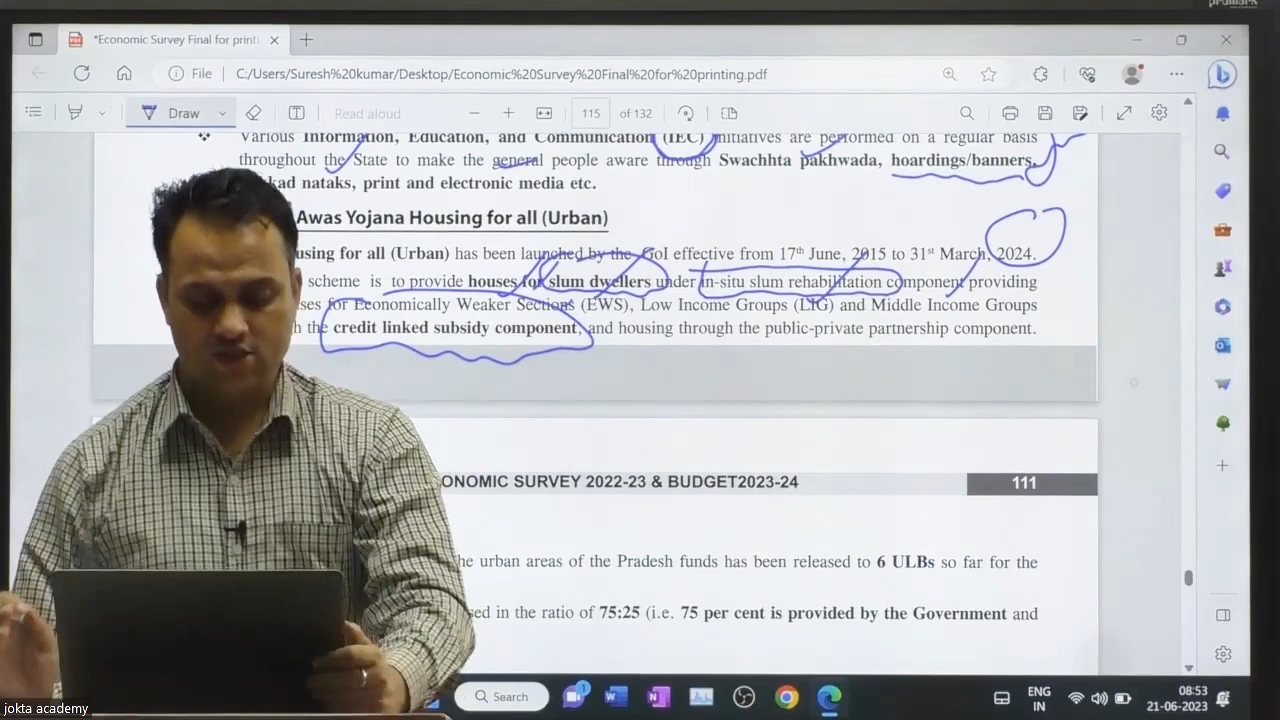 promark
*Economic Survey Final for print
File
C:/Users/Suresh%20kumar/Desktop/Economic%20Survey%20Final%20for%20printing.pdf
Draw
Read aloud
115 of 132
Various Information, Education, and Communication (IEC) initiatives are performed on a regular basis
throughout the State to make the general people aware through Swachhta pakhwada, hoardings/banners,
kad nataks, print and electronic media etc.
Awas Yojana Housing for all (Urban)
using for all (Urban) has been launched by the GoI effective from 17th June, 2015 to 31st March, 2024.
scheme is to provide houses for slum dwellers under in-situ slum rehabilitation component providing
ses for Economically Weaker Sections (EWS), Low Income Groups (LIG) and Middle Income Groups
h the credit linked subsidy component, and housing through the public-private partnership component.
ONOMIC SURVEY 2022-23 & BUDGET2023-24
111
he urban areas of the Pradesh funds has been released to 6 ULBs so far for the
sed in the ratio of 75:25 (i.e. 75 per cent is provided by the Government and
Search
1
ENG
IN
08:53
21-06-2023
jokta academy